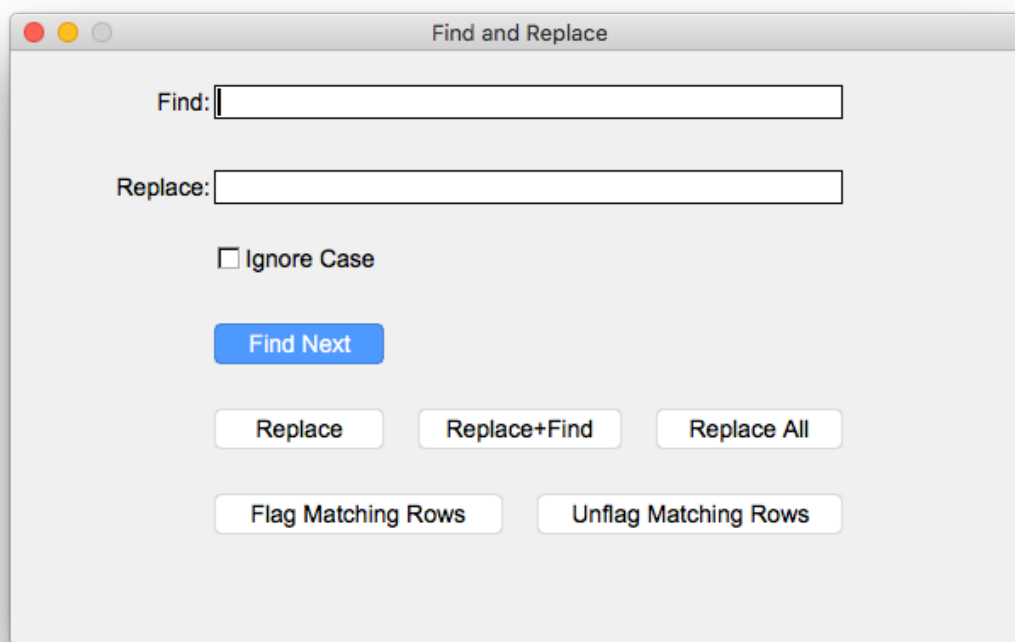 Find and Replace
Find:
Replace:
Ignore Case
Find Next
Replace Replace+Find Replace All
Flag Matching Rows Unflag Matching Rows